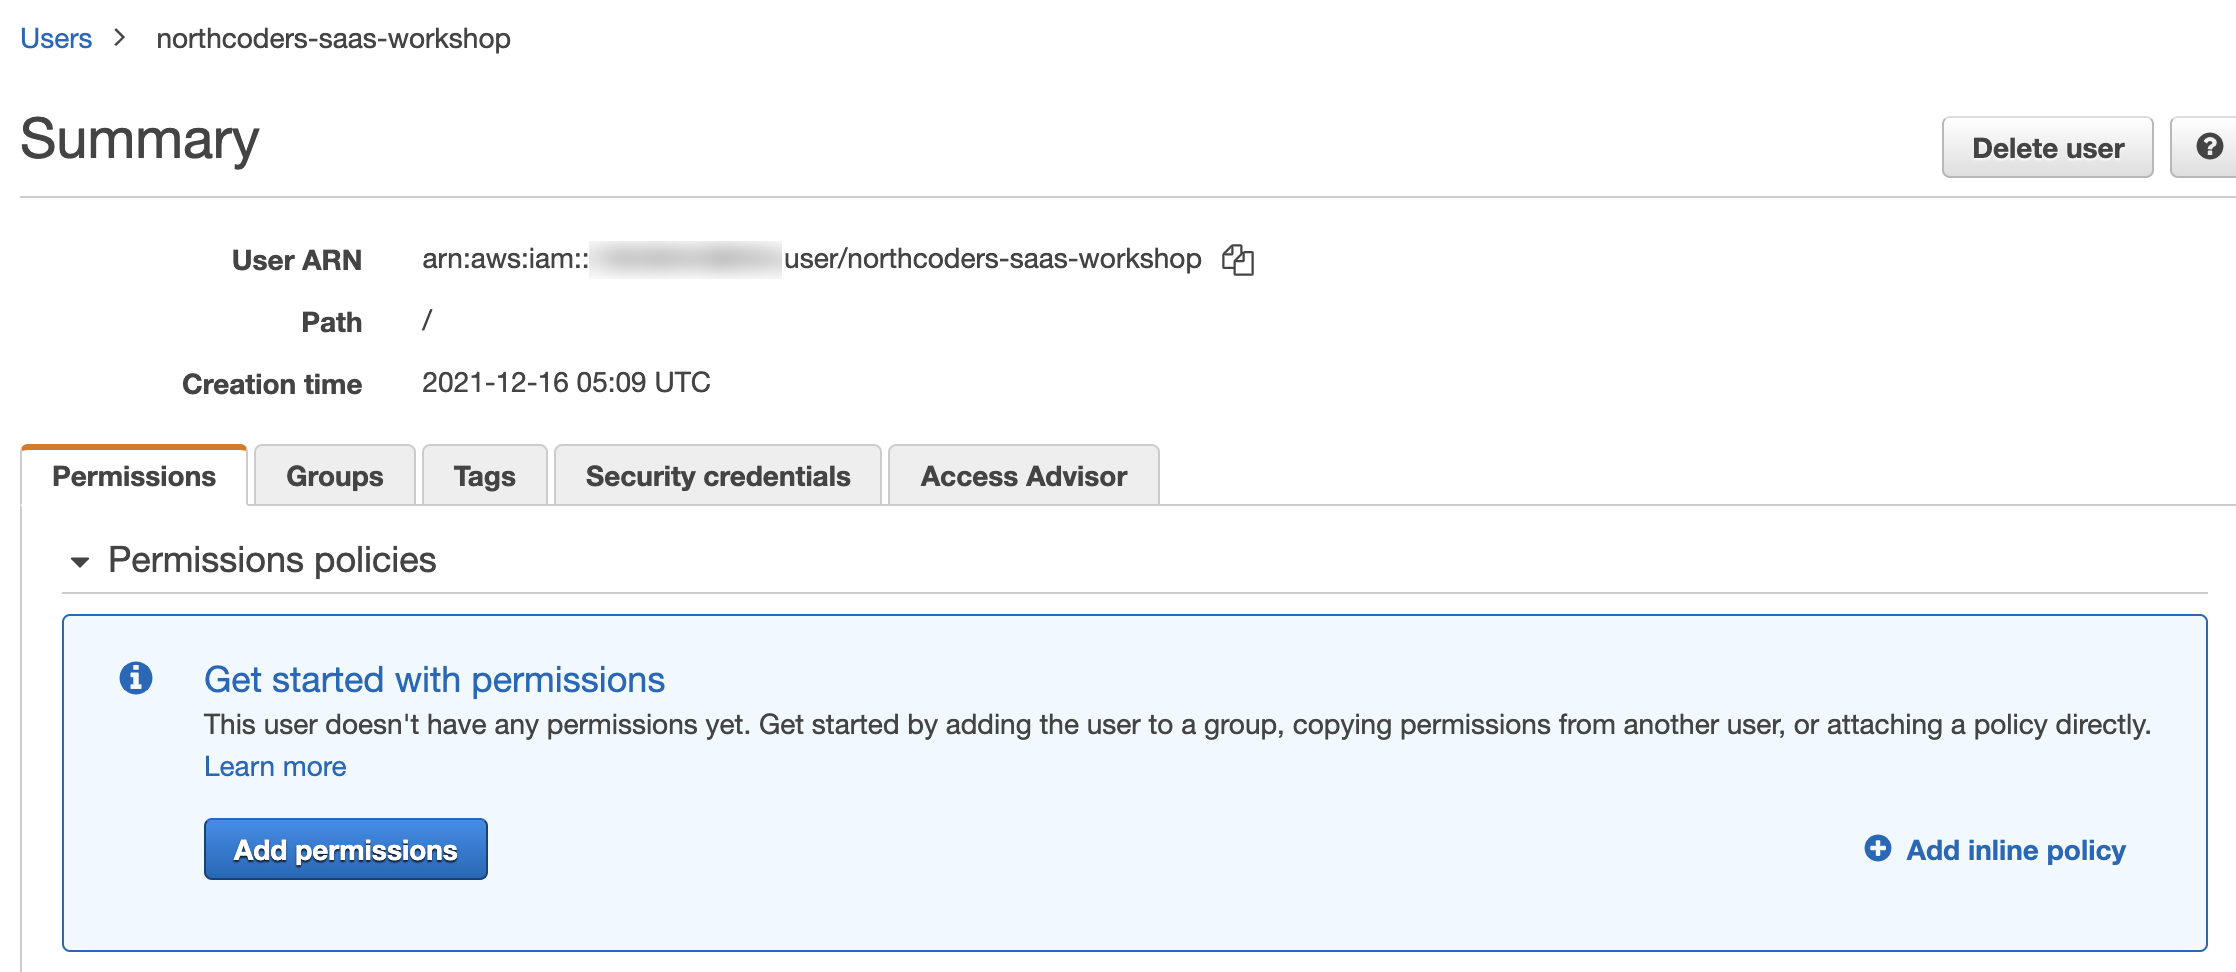 Users > northcoders-saas-workshop
Summary
Delete user
User ARN arn:aws:iam:: user/northcoders-saas-workshop
Path /
Creation time 2021-12-16 05:09 UTC
Permissions Groups Tags Security credentials Access Advisor
Permissions policies
Get started with permissions
This user doesn't have any permissions yet. Get started by adding the user to a group, copying permissions from another user, or attaching a policy directly.
Learn more
Add permissions Add inline policy